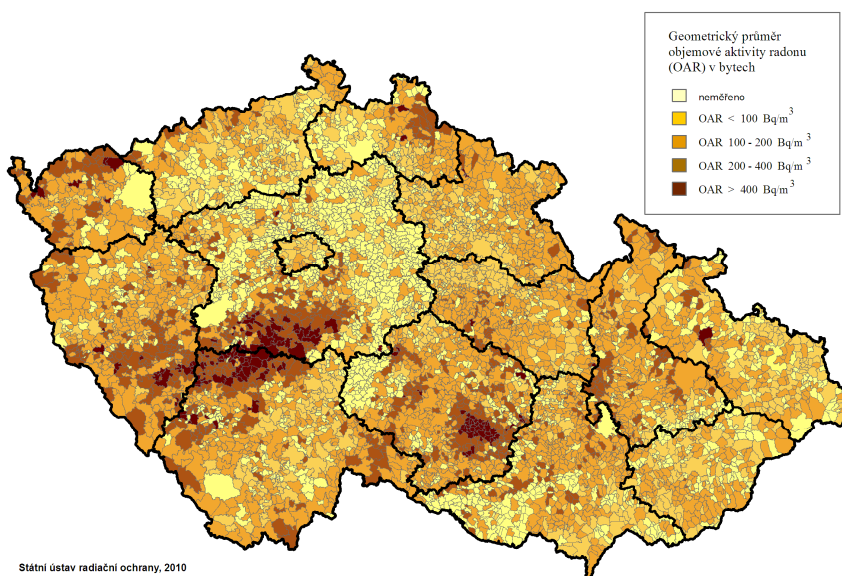 Geometrický průměr
objemové aktivity radonu
(OAR) v bytech
neměřeno
OAR < 100 Bq/m³
OAR 100 - 200 Bq/m³
OAR 200 - 400 Bq/m³
OAR > 400 Bq/m³
Státní ústav radiační ochrany, 2010